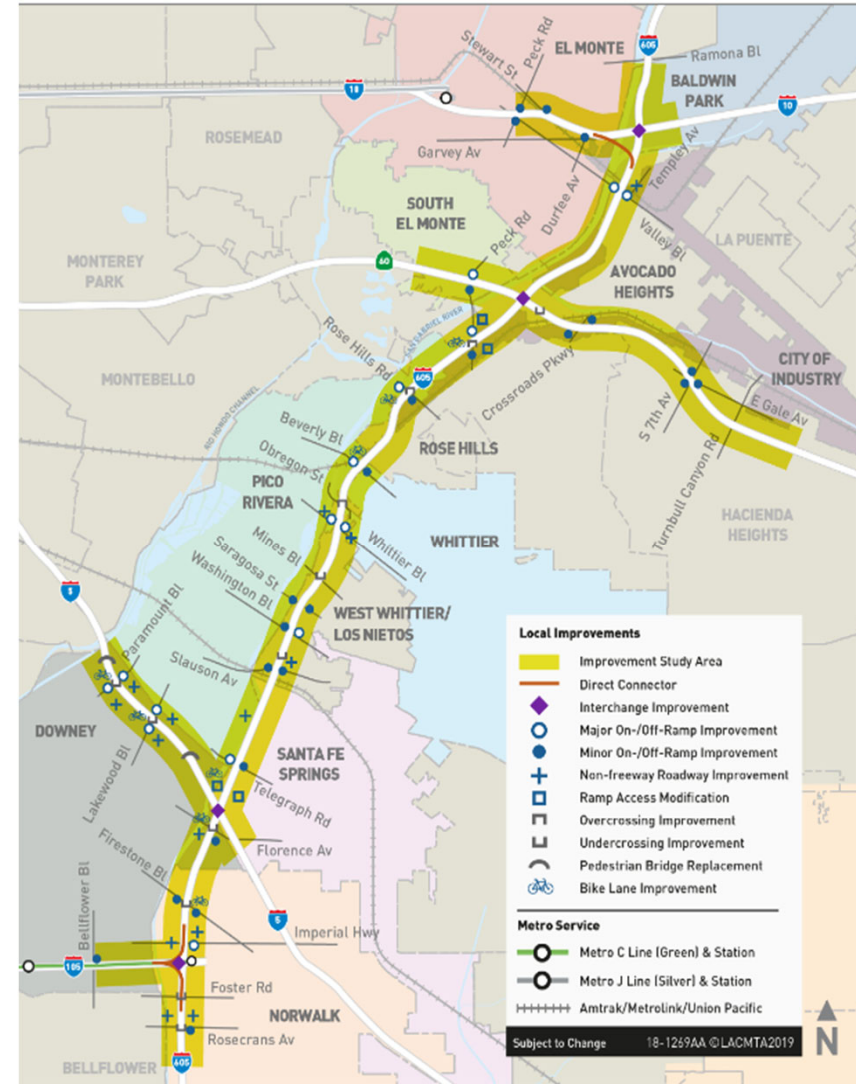 EL MONTE
605
Ramona Bl
Peck Rd
Stewart St
BALDWIN
PARK
10
10
ROSEMEAD
Garvey Av
Durfee Av
Temple Av
Valley Bl
SOUTH
EL MONTE
Peck Rd
LA PUENTE
MONTEREY
PARK
60
AVOCADO
HEIGHTS
SAN GABRIEL RIVER
Rose Hills Rd
CITY OF
INDUSTRY
MONTEBELLO
RIO HONDO CHANNEL
605
Crossroads Pkwy
S 7th Av
E Gale Av
Beverly Bl
Obregon St
ROSE HILLS
Turnbull Canyon Rd
PICO
RIVERA
HACIENDA
HEIGHTS
Mines Bl
Whittier Bl
WHITTIER
Saragosa St
Washington Bl
5
Paramount Bl
WEST WHITTIER/
LOS NIETOS
Slauson Av
DOWNEY
Lakewood Bl
SANTA FE
SPRINGS
Telegraph Rd
Florence Av
Firestone Bl
Bellflower Bl
5
Imperial Hwy
105
Foster Rd
NORWALK
Rosecrans Av
BELLFLOWER
605
Local Improvements
Improvement Study Area
Direct Connector
Interchange Improvement
Major On-/Off-Ramp Improvement
Minor On-/Off-Ramp Improvement
Non-freeway Roadway Improvement
Ramp Access Modification
Overcrossing Improvement
Undercrossing Improvement
Pedestrian Bridge Replacement
Bike Lane Improvement
Metro Service
Metro C Line (Green) & Station
Metro J Line (Silver) & Station
Amtrak/Metrolink/Union Pacific
Subject to Change 18-1269AA ©LACMTA2019
N